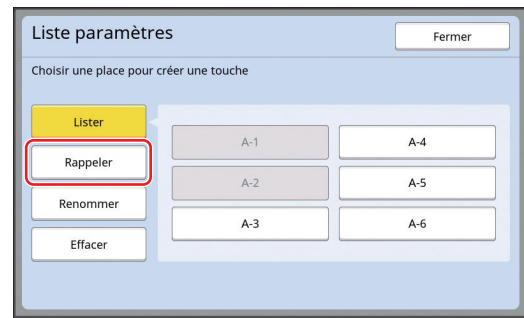 Liste paramètres
Fermer
Choisir une place pour créer une touche
Lister
Rappeler
Renommer
Effacer
A-1
A-4
A-2
A-5
A-3
A-6